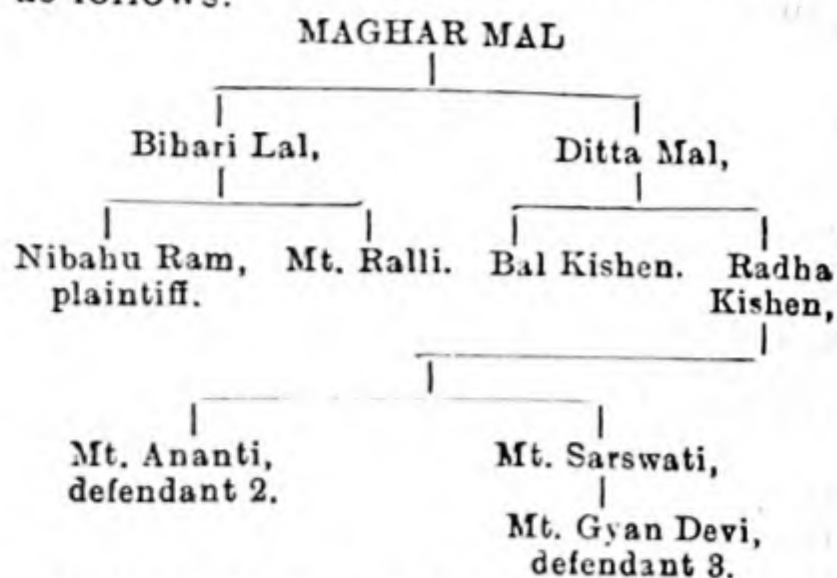 as follows:
MAGHAR MAL
Bihari Lal, Ditta Mal,
Nibahu Ram, Mt. Ralli. Bal Kishen. Radha
plaintiff. Kishen,
Mt. Ananti, Mt. Sarswati,
defendant 2.
Mt. Gyan Devi,
defendant 3.